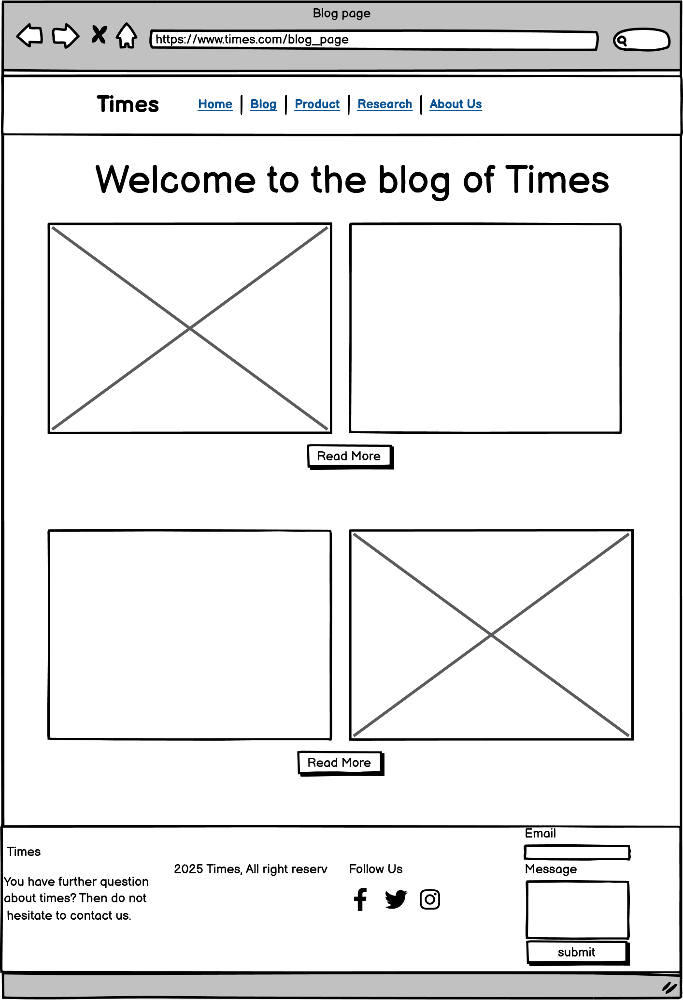 Blog page
https://www.times.com/blog_page
Times
Home
Blog
Product
Research
About Us
Welcome to the blog of Times
Read More
Read More
Times
You have further question
about times? Then do not
hesitate to contact us.
2025 Times, All right reserv
Follow Us
Email
Message
submit